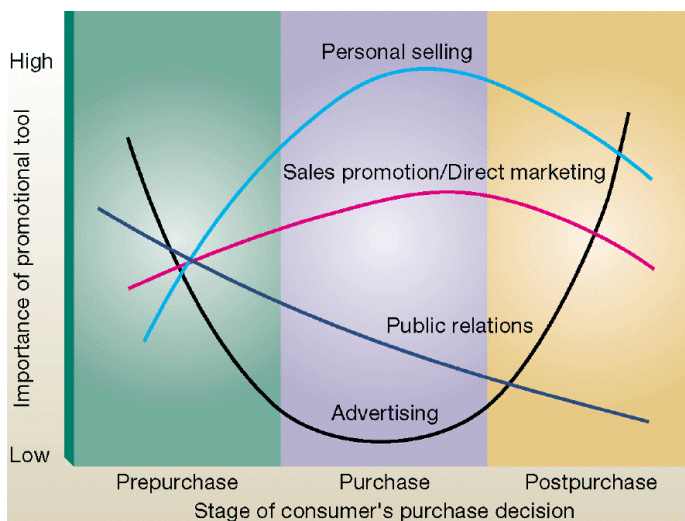 High
Importance of promotional tool
Low
Personal selling
Sales promotion/Direct marketing
Public relations
Advertising
Prepurchase
Purchase
Postpurchase
Stage of consumer's purchase decision